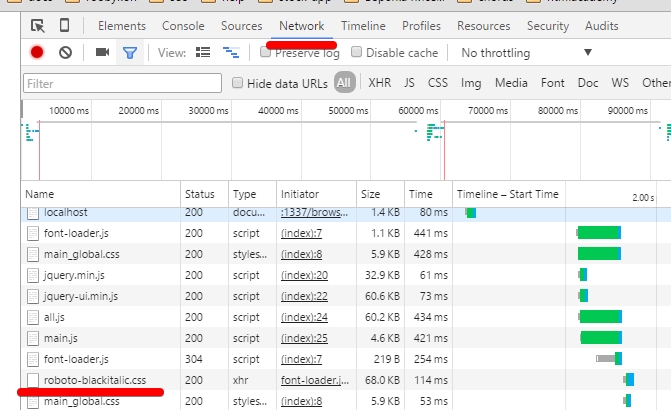 Elements Console Sources Network Timeline Profiles Resources Security Audits
View: Preserve log Disable cache No throttling
Filter Hide data URLs All XHR JS CSS Img Media Font Doc WS Other
10000 ms 20000 ms 30000 ms 40000 ms 50000 ms 60000 ms 70000 ms 80000 ms 90000 ms
Name Status Type Initiator Size Time Timeline – Start Time 2.00 s
localhost 200 docu... :1337/brows... 1.4 KB 80 ms
font-loader.js 200 script (index):7 1.1 KB 441 ms
main_global.css 200 styles... (index):8 5.9 KB 428 ms
jquery.min.js 200 script (index):20 32.9 KB 61 ms
jquery-ui.min.js 200 script (index):22 60.6 KB 73 ms
all.js 200 script (index):24 60.2 KB 434 ms
main.js 200 script (index):25 4.6 KB 421 ms
font-loader.js 304 script (index):7 219 B 254 ms
roboto-blackitalic.css 200 xhr font-loader.j... 68.0 KB 114 ms
main_global.css 200 styles... (index):8 5.9 KB 53 ms